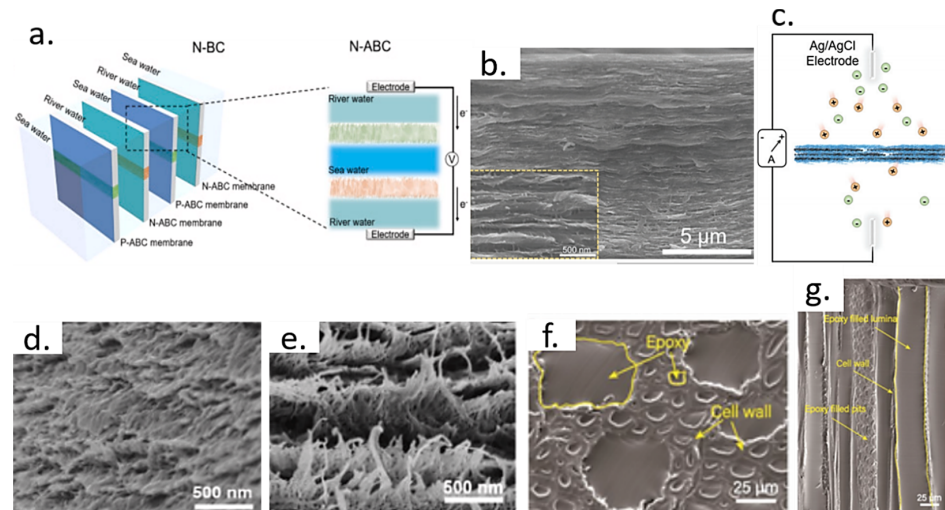 a.
N-BC
N-ABC
Sea water
River water
Sea water
River water
Sea water
N-ABC membrane
P-ABC membrane
N-ABC membrane
P-ABC membrane
Electrode
River water
e-
V
Sea water
e-
River water
Electrode
b.
500 nm
5 μm
c.
Ag/AgCl
Electrode
- +
A
d.
500 nm
e.
500 nm
f.
Epoxy
Cell wall
25 μm
g.
Epoxy filled lumina
Cell wall
Epoxy filled pits
25 μm